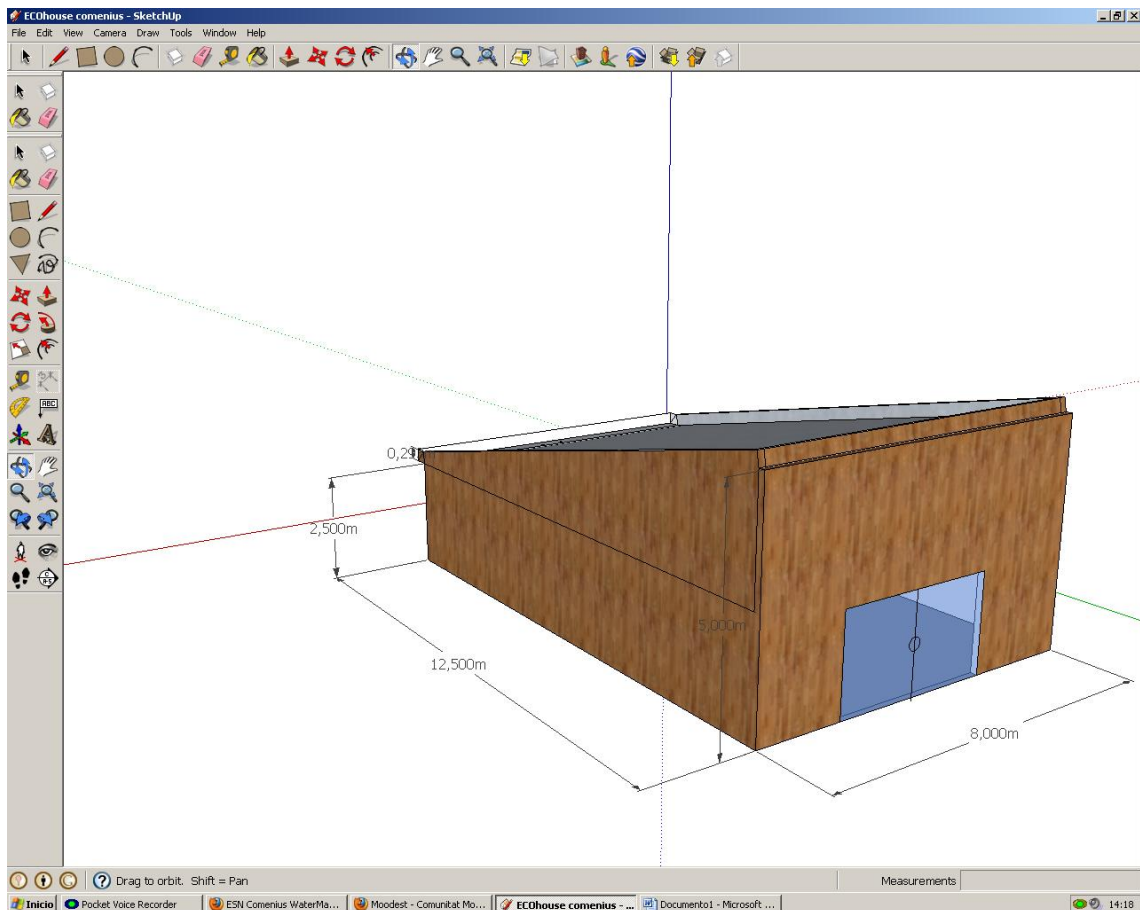 ECOhouse comenius - SketchUp
File Edit View Camera Draw Tools Window Help
ABC
0,29
2,500m
5,000m
12,500m
8,000m
Drag to orbit. Shift = Pan
Measurements
Inicio
Pocket Voice Recorder
ESN Comenius WaterMa...
Moodest - Comunitat Mo...
ECOhouse comenius - ...
Documento1 - Microsoft ...
14:18